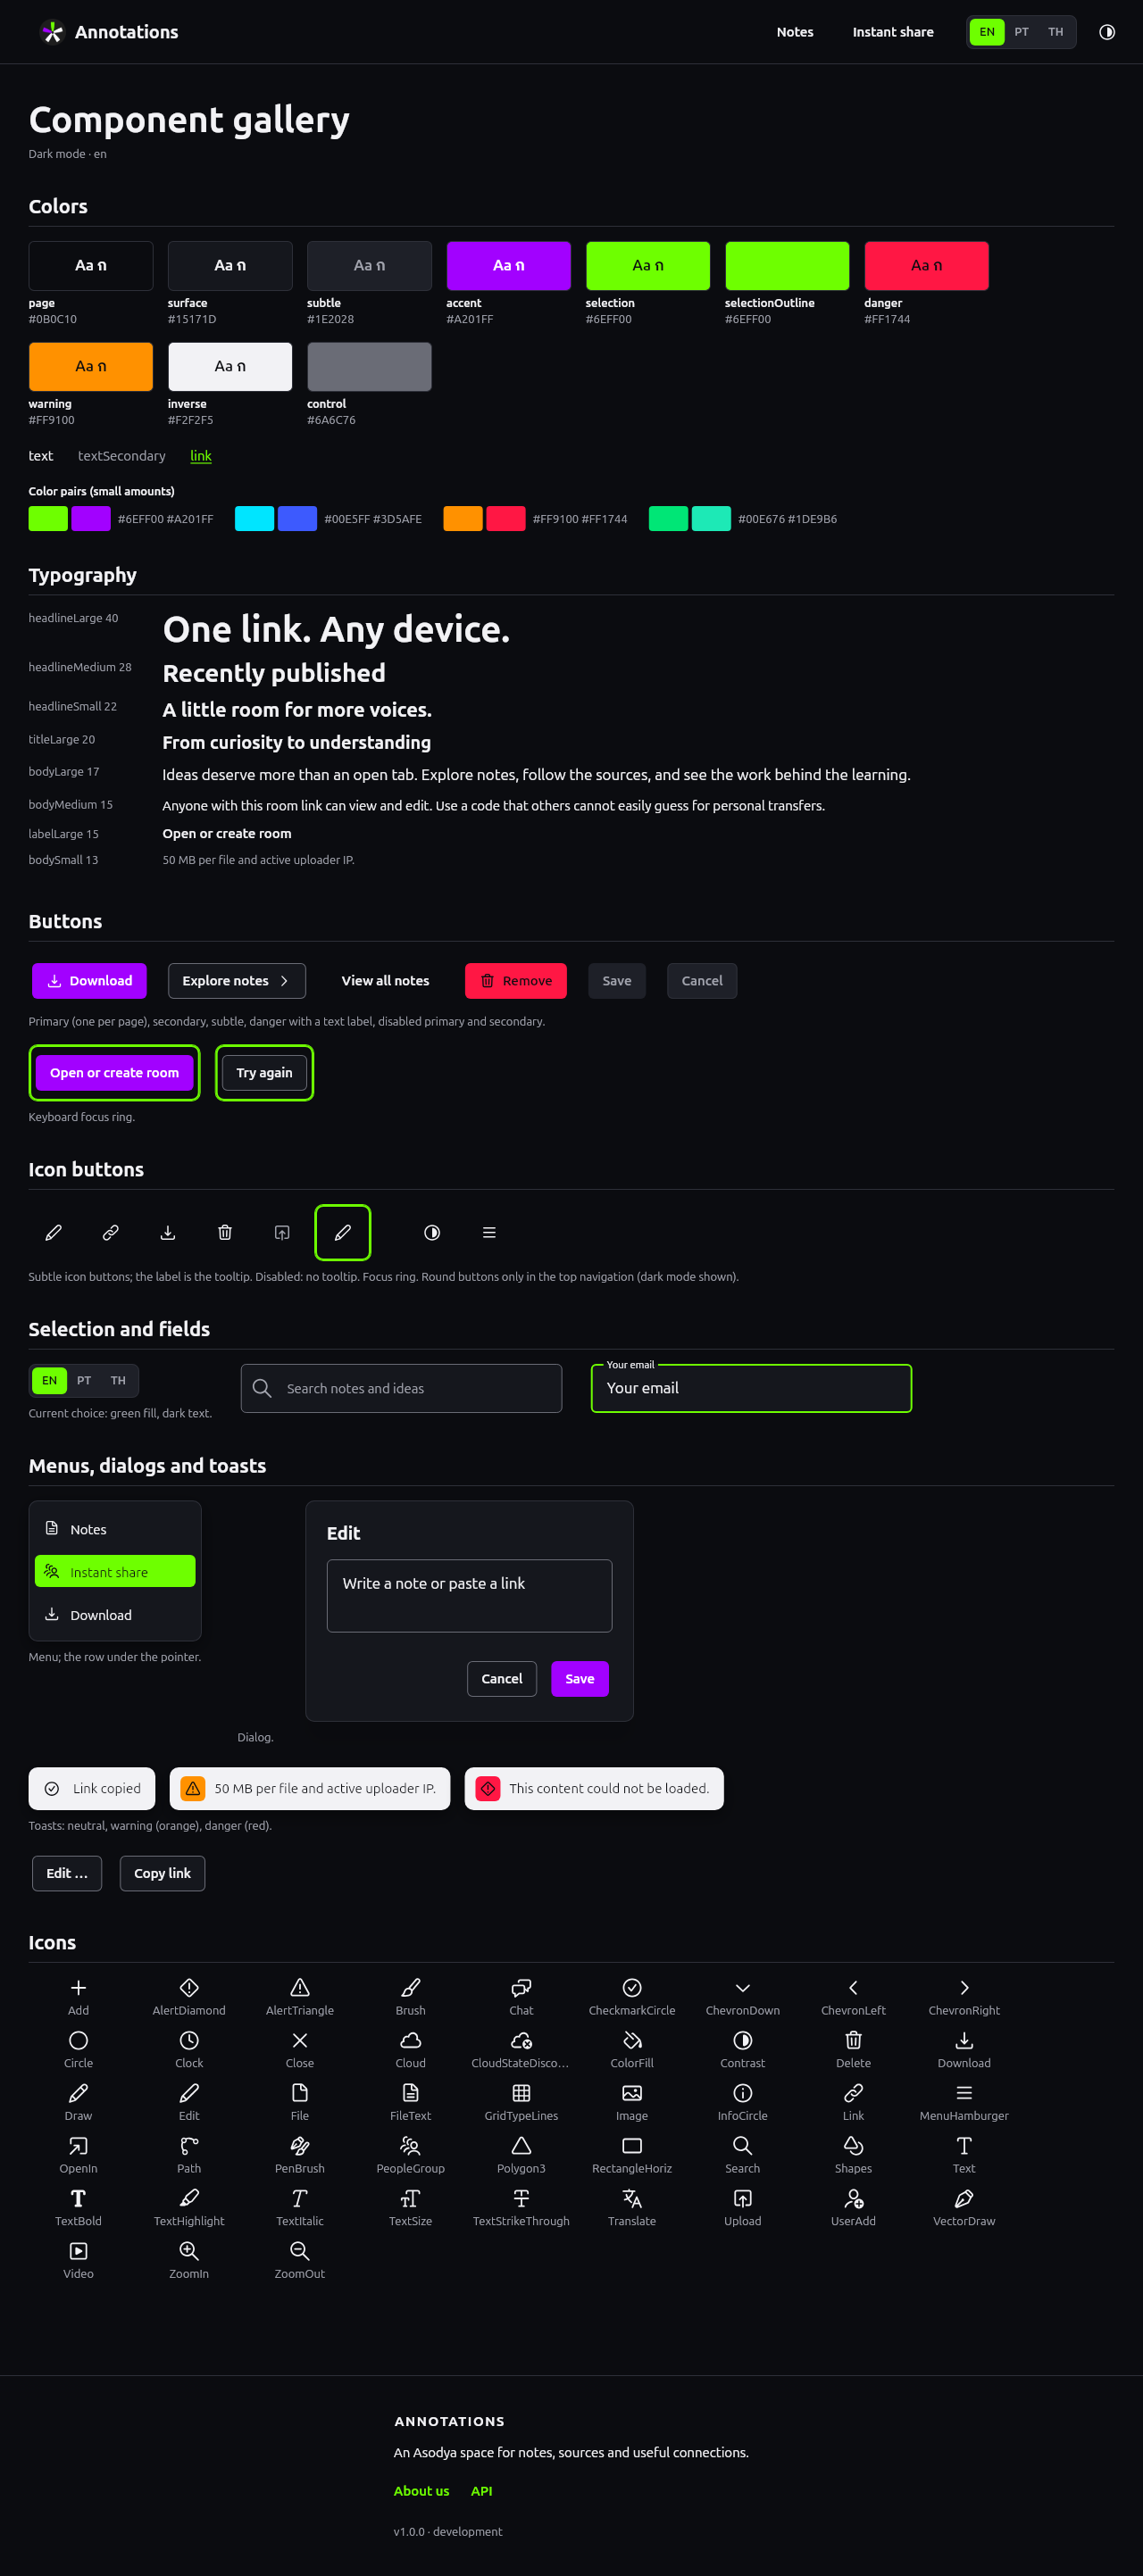 Annotations
Notes
Instant share
EN PT TH
Component gallery
Dark mode · en
Colors
Aa ก Aa ก Aa ก Aa ก Aa ก Aa ก
page surface subtle accent selection selectionOutline danger
#0B0C10 #15171D #1E2028 #A201FF #6EFF00 #6EFF00 #FF1744
Aa ก Aa ก
warning inverse control
#FF9100 #F2F2F5 #6A6C76
text textSecondary link
Color pairs (small amounts)
#6EFF00 #A201FF #00E5FF #3D5AFE #FF9100 #FF1744 #00E676 #1DE9B6
Typography
headlineLarge 40 One link. Any device.
headlineMedium 28 Recently published
headlineSmall 22 A little room for more voices.
titleLarge 20 From curiosity to understanding
bodyLarge 17 Ideas deserve more than an open tab. Explore notes, follow the sources, and see the work behind the learning.
bodyMedium 15 Anyone with this room link can view and edit. Use a code that others cannot easily guess for personal transfers.
labelLarge 15 Open or create room
bodySmall 13 50 MB per file and active uploader IP.
Buttons
Download Explore notes View all notes Remove Save Cancel
Primary (one per page), secondary, subtle, danger with a text label, disabled primary and secondary.
Open or create room Try again
Keyboard focus ring.
Icon buttons
Subtle icon buttons; the label is the tooltip. Disabled: no tooltip. Focus ring. Round buttons only in the top navigation (dark mode shown).
Selection and fields
EN PT TH
Current choice: green fill, dark text.
Search notes and ideas
Your email
Your email
Menus, dialogs and toasts
Notes
Instant share
Download
Menu; the row under the pointer.
Edit
Write a note or paste a link
Cancel Save
Dialog.
Link copied
50 MB per file and active uploader IP.
This content could not be loaded.
Toasts: neutral, warning (orange), danger (red).
Edit ... Copy link
Icons
Add AlertDiamond AlertTriangle Brush Chat CheckmarkCircle ChevronDown ChevronLeft ChevronRight
Circle Clock Close Cloud CloudStateDisco... ColorFill Contrast Delete Download
Draw Edit File FileText GridTypeLines Image InfoCircle Link MenuHamburger
OpenIn Path PenBrush PeopleGroup Polygon3 RectangleHoriz Search Shapes Text
TextBold TextHighlight TextItalic TextSize TextStrikeThrough Translate Upload UserAdd VectorDraw
Video ZoomIn ZoomOut
ANNOTATIONS
An Asodya space for notes, sources and useful connections.
About us API
v1.0.0 · development